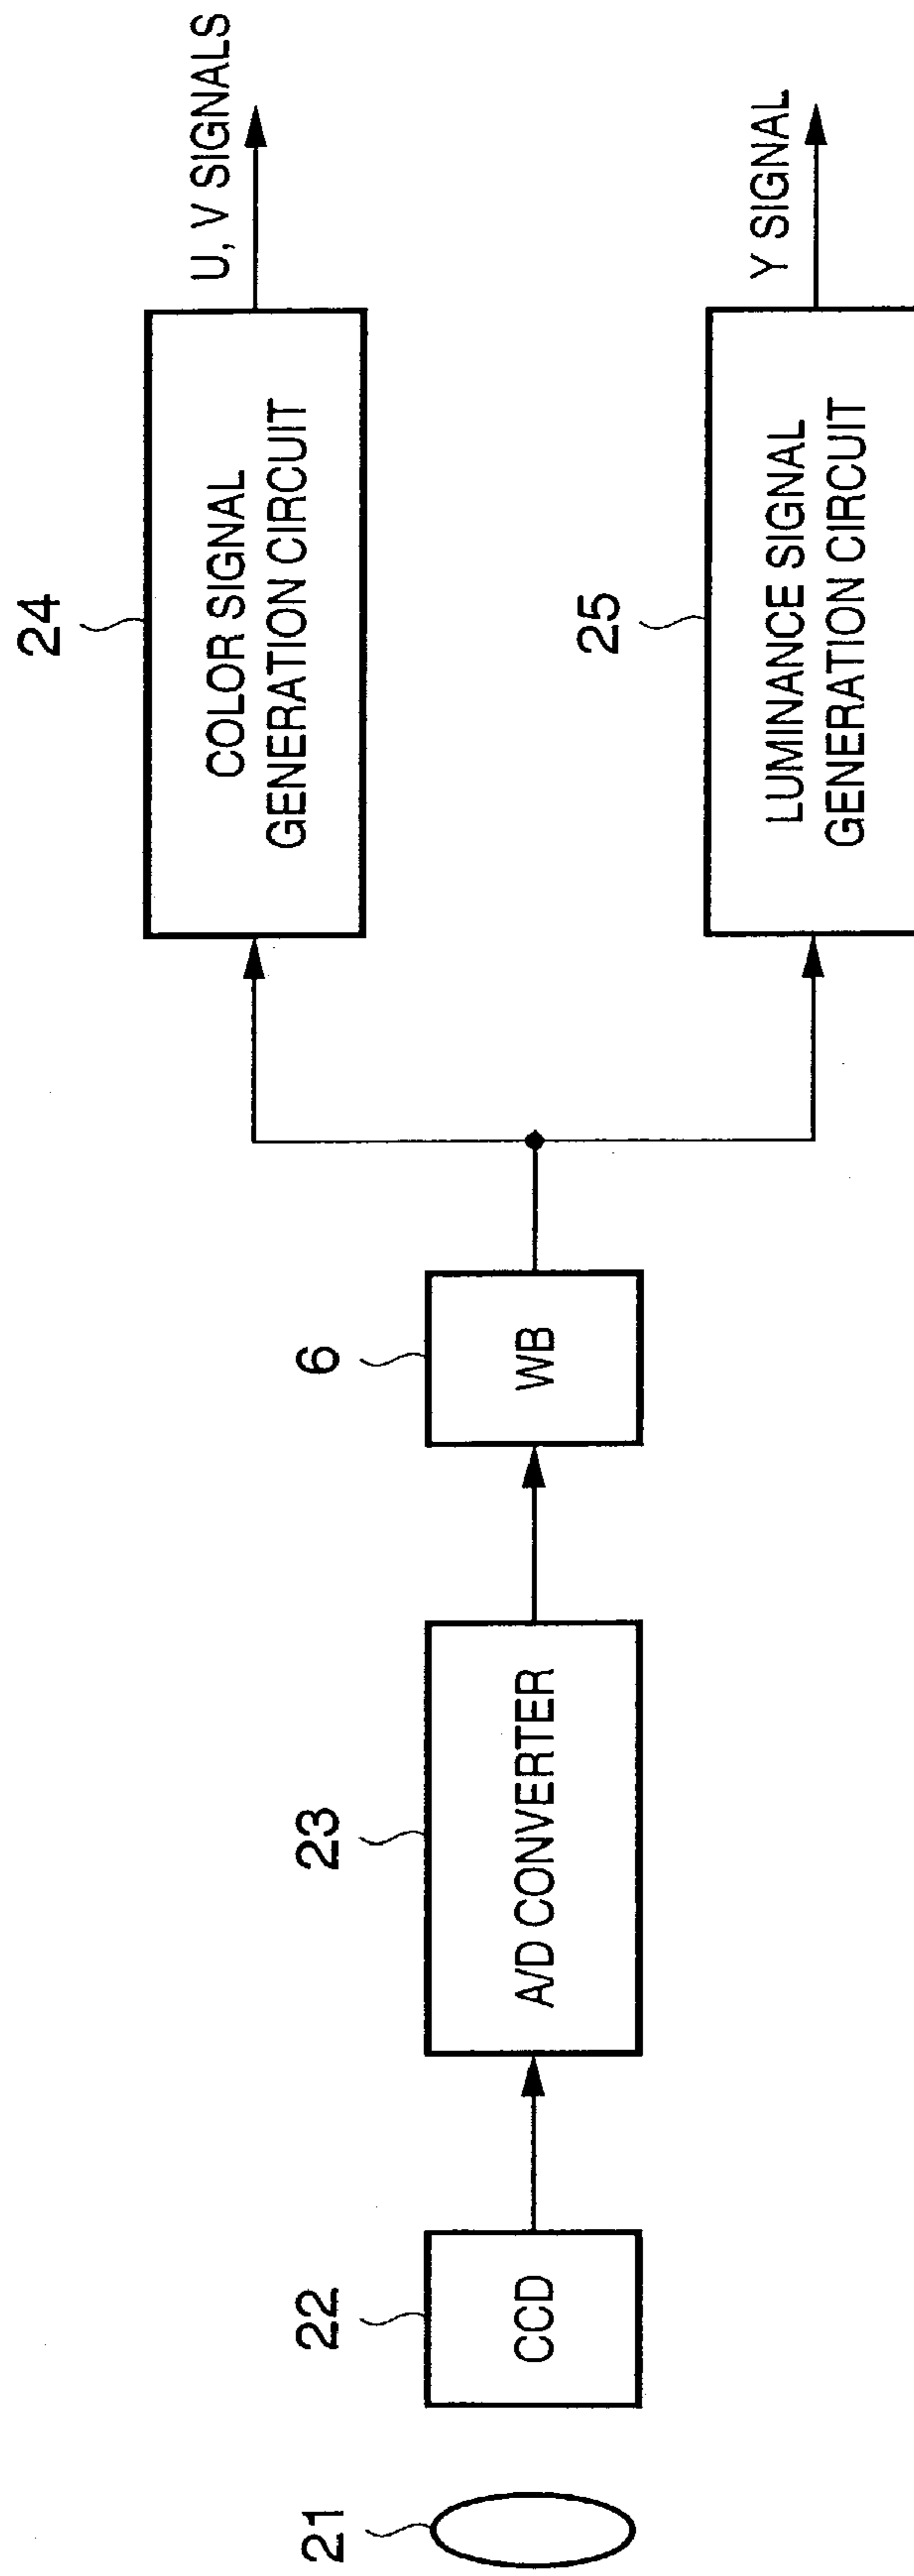 21
22
CCD
23
A/D CONVERTER
6
WB
24
COLOR SIGNAL
GENERATION CIRCUIT
U, V SIGNALS
25
LUMINANCE SIGNAL
GENERATION CIRCUIT
Y SIGNAL